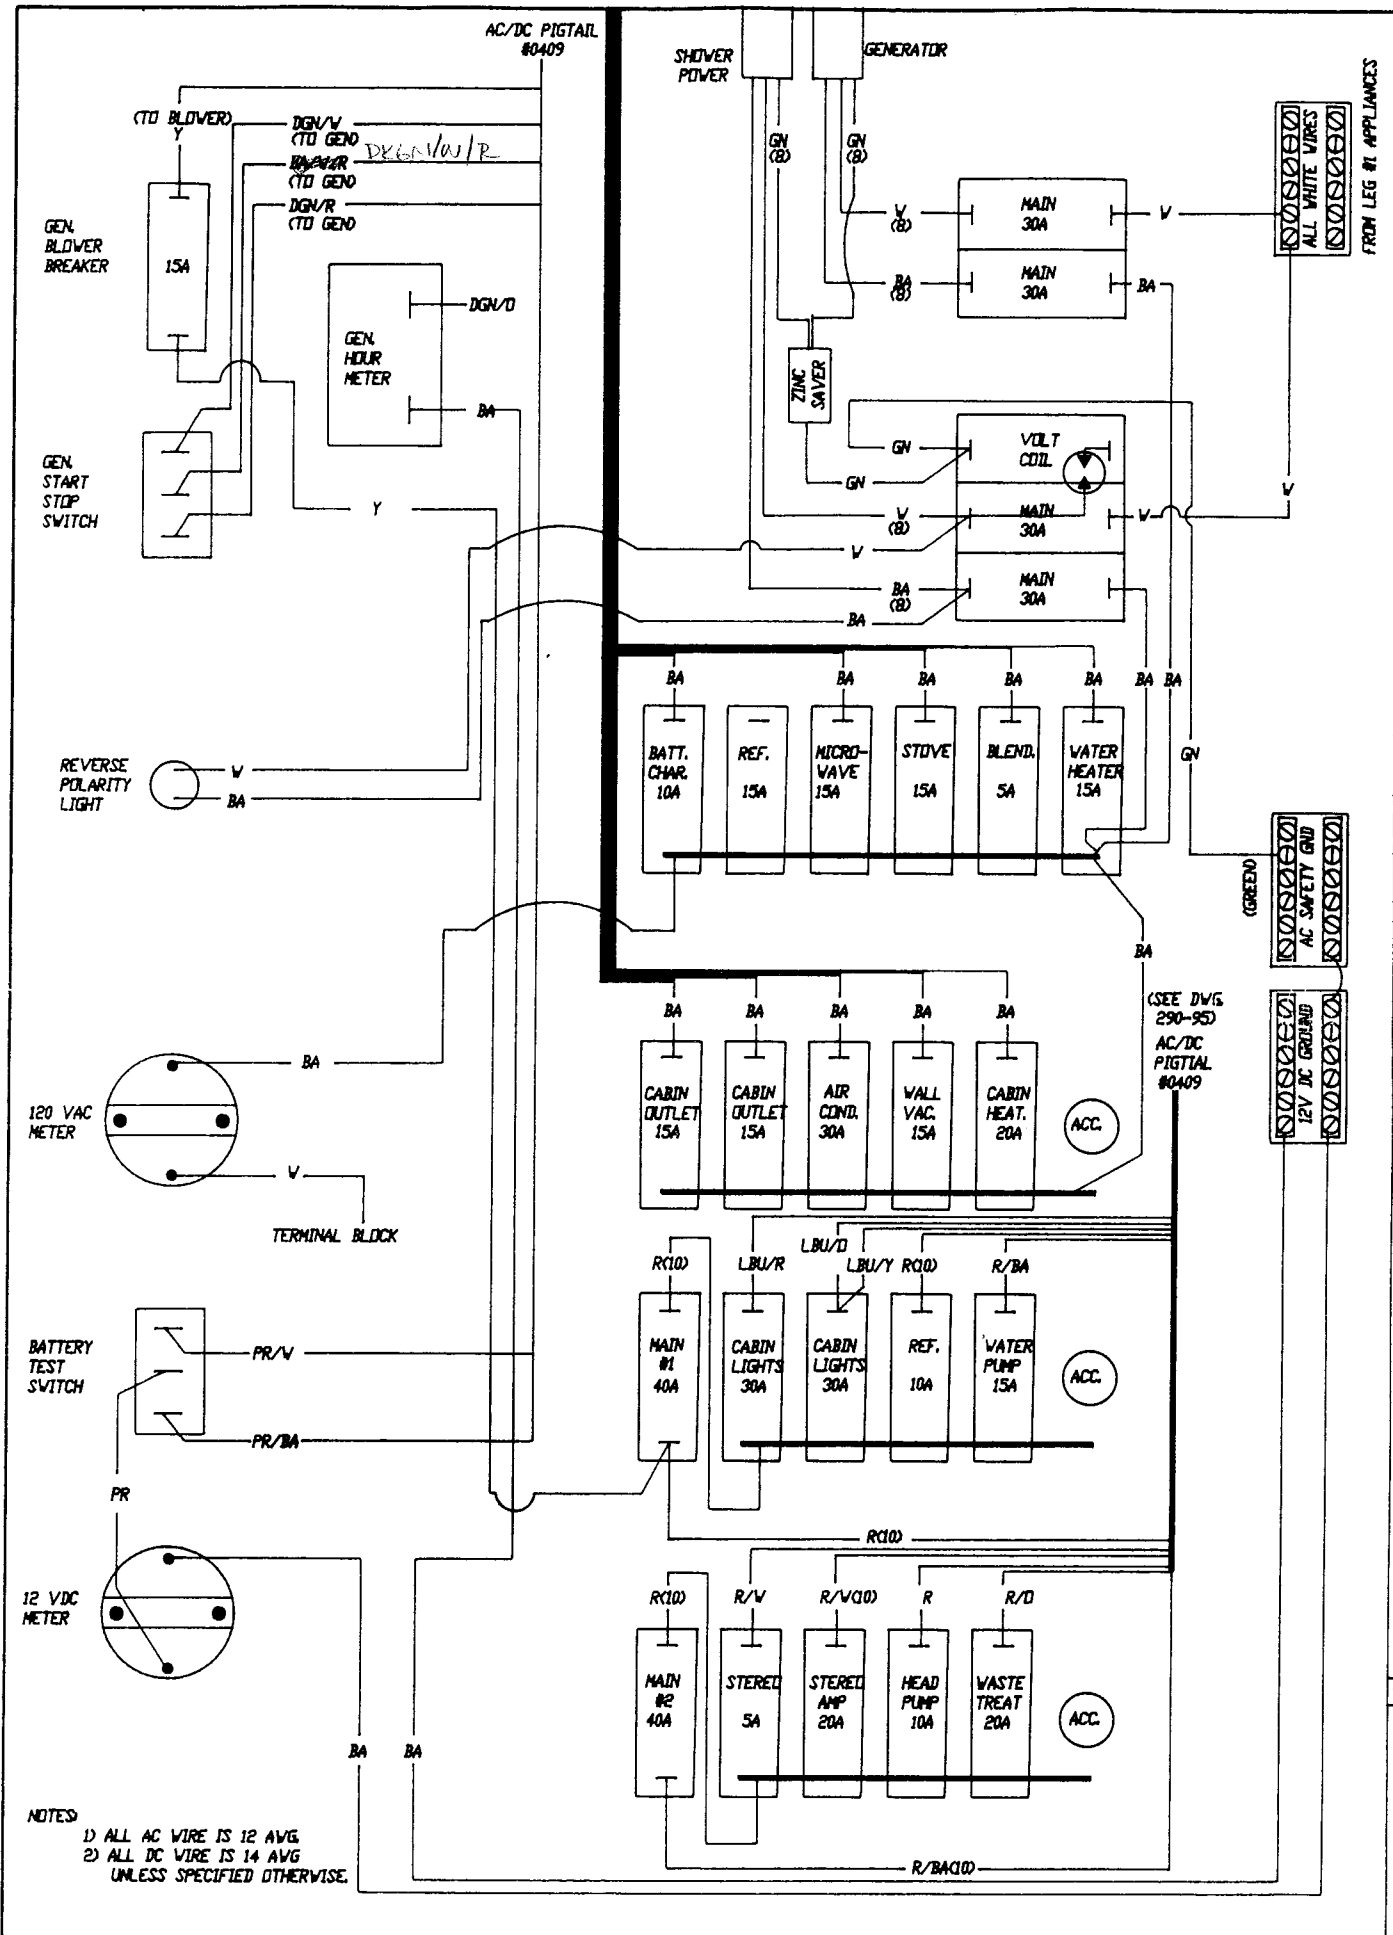 AC/DC PIGTAIL
#0409
SHOWER
POWER
GENERATOR
FROM LEG #1 APPLIANCES
ALL WHITE WIRES
(TO BLOWER)
Y
DGN/W
(TO GEN)
DKGN/W/R
(TO GEN)
DGN/R
(TO GEN)
GN
(8)
GN
(8)
GEN.
BLOWER
BREAKER
15A
W
(8)
MAIN
30A
W
BA
(8)
MAIN
30A
BA
GEN.
HOUR
METER
DGN/O
BA
ZINC
SAVER
GEN.
START
STOP
SWITCH
Y
GN
GN
VOLT
COIL
W
(8)
MAIN
30A
W
W
W
BA
(8)
MAIN
30A
BA
BA
BA
BA
BA
BA
BA
BA
GN
REVERSE
POLARITY
LIGHT
W
BA
BATT.
CHAR.
10A
REF.
15A
MICRO-
WAVE
15A
STOVE
15A
BLEND.
5A
WATER
HEATER
15A
(GREEN)
AC SAFETY GND
BA
(SEE DWG.
290-95)
AC/DC
PIGTIAL
#0409
12V DC GROUND
BA
BA
BA
BA
BA
BA
120 VAC
METER
W
TERMINAL BLOCK
CABIN
OUTLET
15A
CABIN
OUTLET
15A
AIR
COND.
30A
WALL
VAC.
15A
CABIN
HEAT.
20A
ACC.
R(10)
LBU/R
LBU/O
LBU/Y
R(10)
R/BA
BATTERY
TEST
SWITCH
PR/W
PR/BA
PR
MAIN
#1
40A
CABIN
LIGHTS
30A
CABIN
LIGHTS
30A
REF.
10A
WATER
PUMP
15A
ACC.
R(10)
12 VDC
METER
R(10)
R/W
R/W(10)
R
R/O
MAIN
#2
40A
STEREO
5A
STEREO
AMP
20A
HEAD
PUMP
10A
WASTE
TREAT
20A
ACC.
BA
BA
R/BA(10)
NOTES:
1) ALL AC WIRE IS 12 AWG.
2) ALL DC WIRE IS 14 AWG
UNLESS SPECIFIED OTHERWISE.